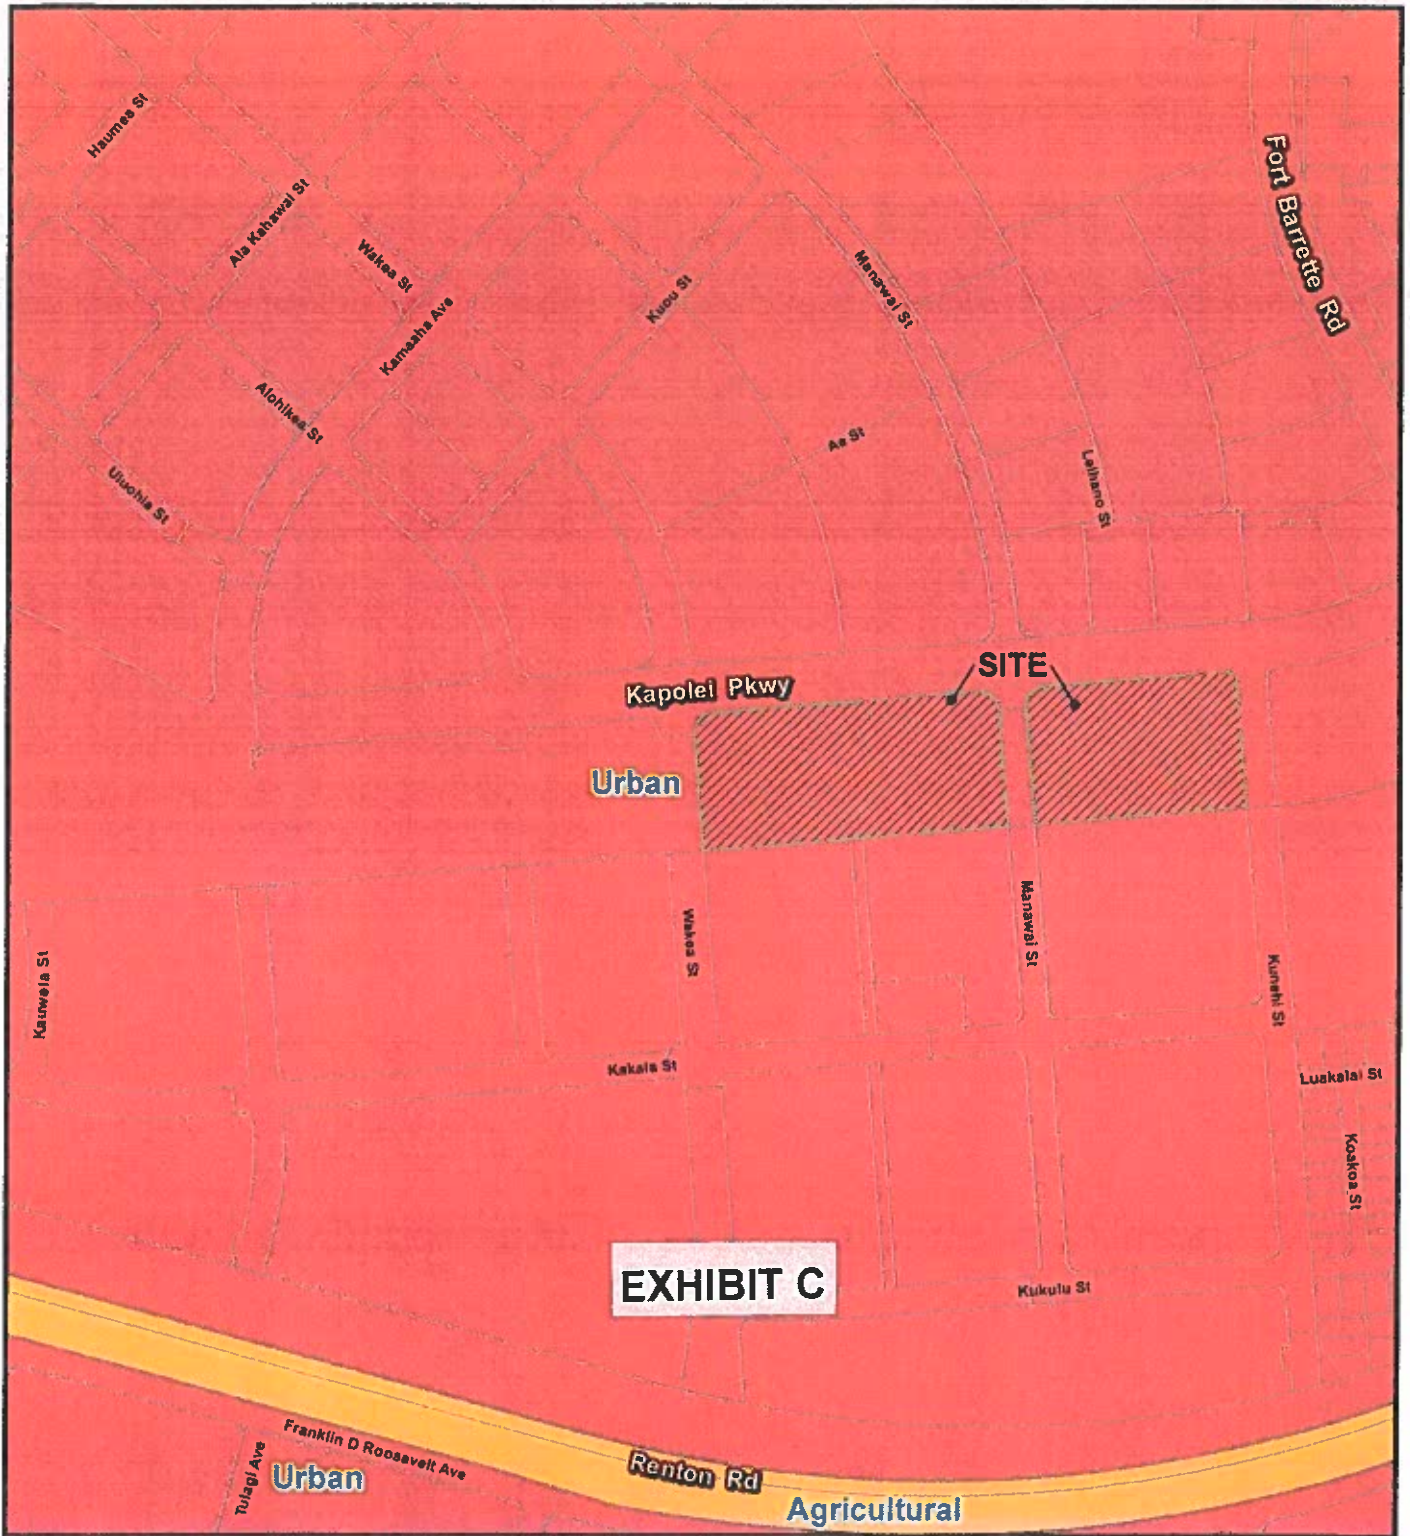 Haumea St
Fort Barrette Rd
Ala Kahawai St
Wakea St
Manawai St
Kuou St
Kamaaha Ave
Alohikea St
Aa St
Leihano St
Uluohia St
SITE
Kapolei Pkwy
Urban
Wakea St
Manawai St
Kauwela St
Kunehi St
Kakala St
Luakalai St
Koakoa St
EXHIBIT C
Kukulu St
Franklin D Roosevelt Ave
Tulagi Ave
Urban
Renton Rd
Agricultural